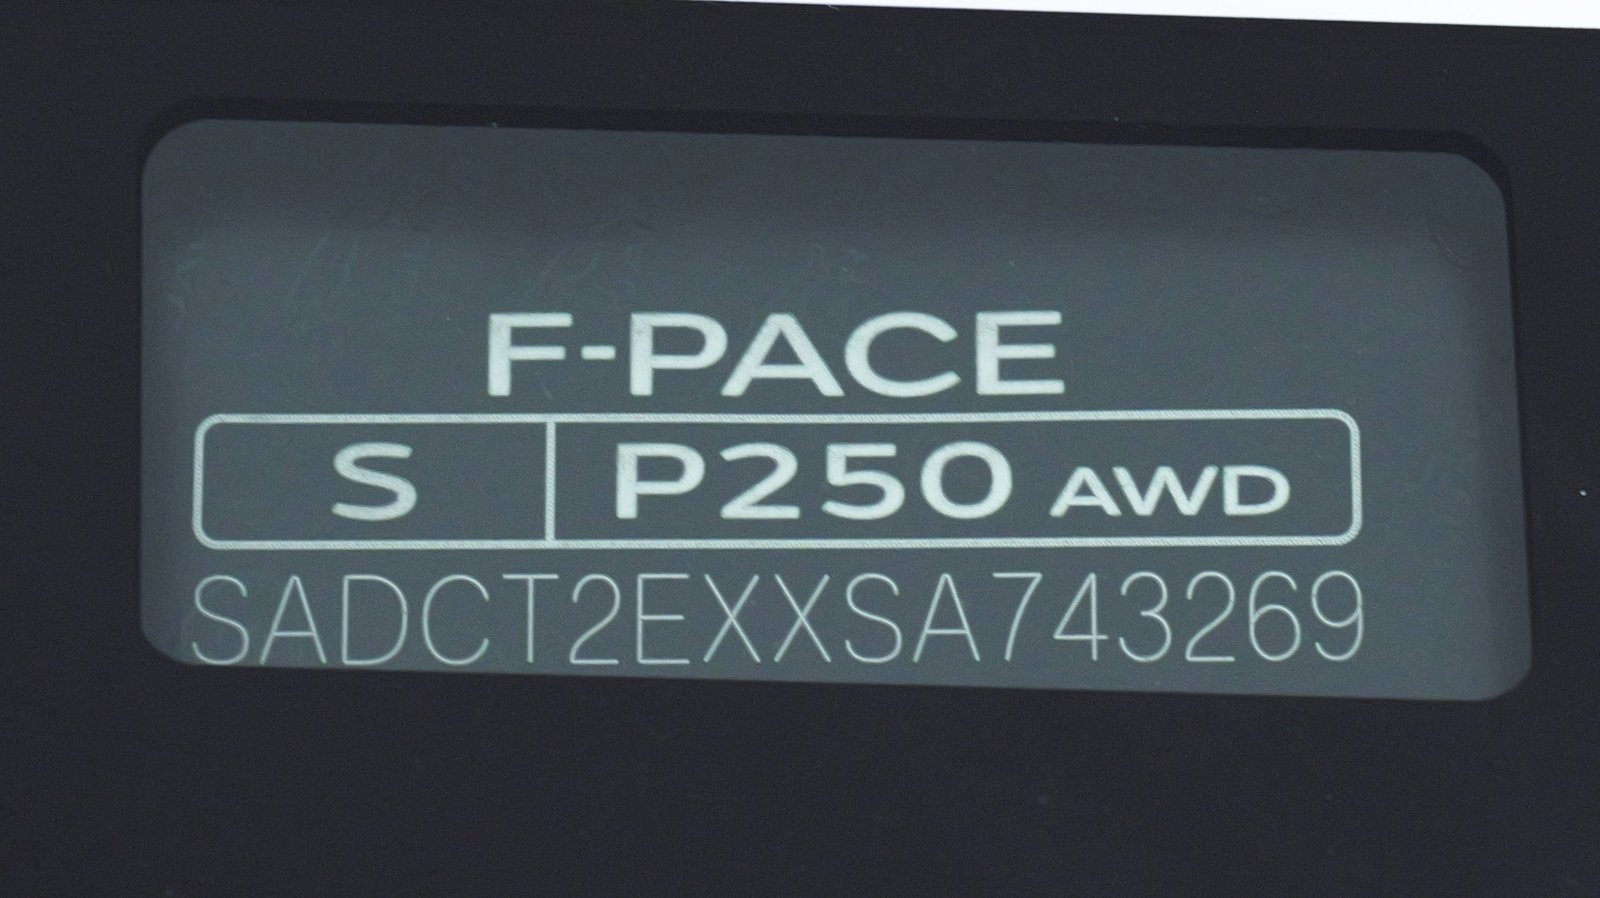 F-PACE
S P250 AWD
SADCT2EXXSA743269